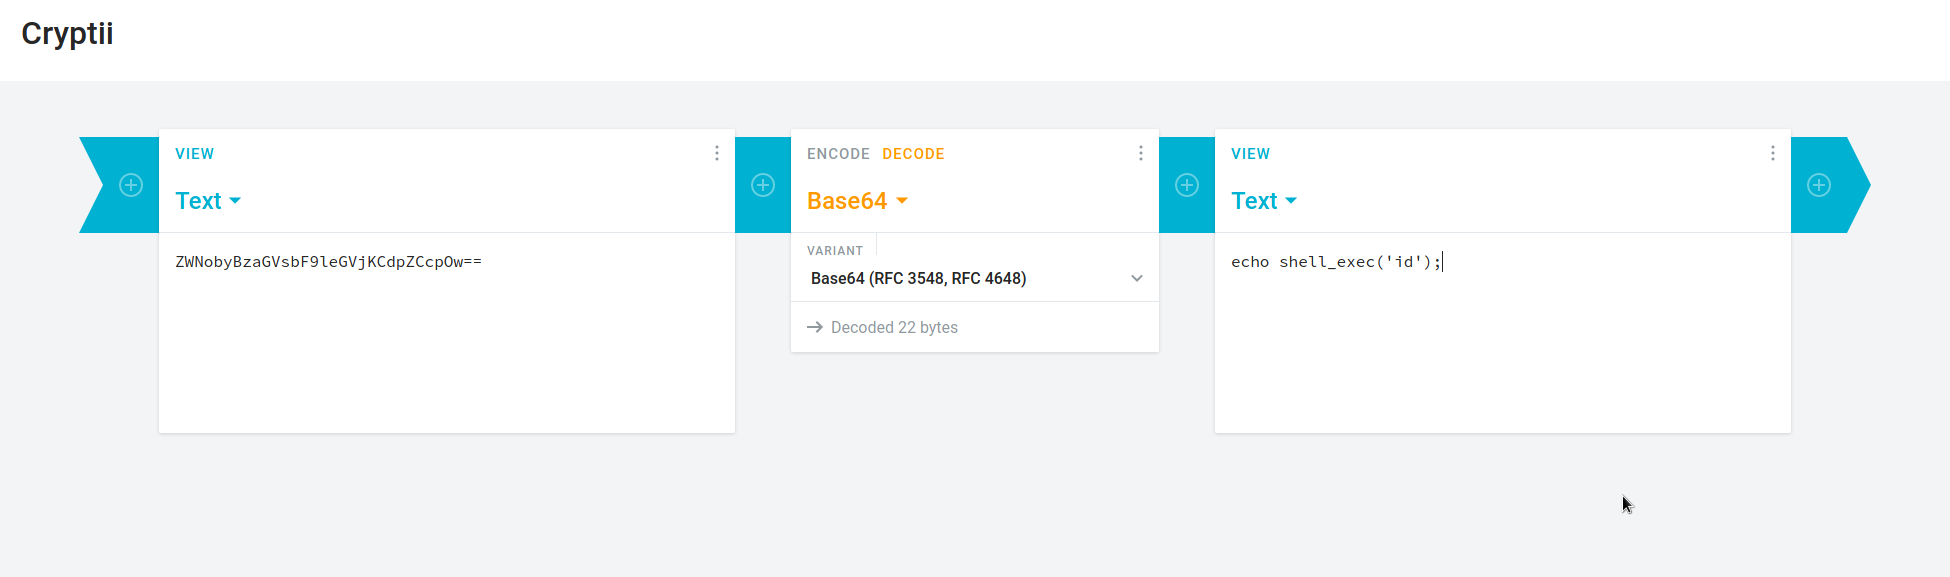 Cryptii
VIEW
Text
ZWNobyBzaGVsbF9leGVjKCdpZCcpOw==
ENCODE DECODE
Base64
VARIANT
Base64 (RFC 3548, RFC 4648)
Decoded 22 bytes
VIEW
Text
echo shell_exec('id');